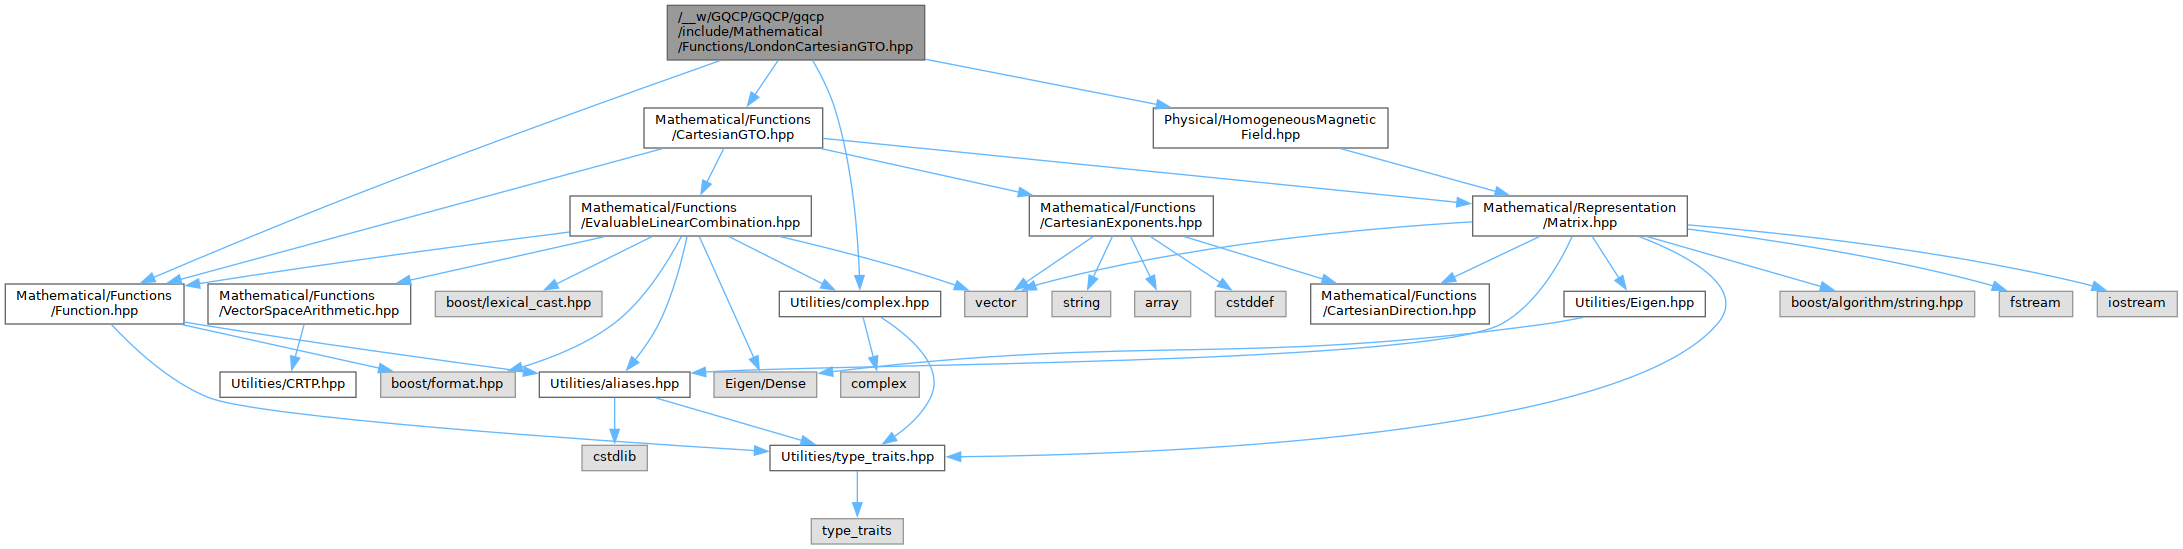 /__w/GQCP/GQCP/gqcp
/include/Mathematical
/Functions/LondonCartesianGTO.hpp
Mathematical/Functions
/CartesianGTO.hpp
Physical/HomogeneousMagnetic
Field.hpp
Mathematical/Functions
/EvaluableLinearCombination.hpp
Mathematical/Functions
/CartesianExponents.hpp
Mathematical/Representation
/Matrix.hpp
Mathematical/Functions
/Function.hpp
Mathematical/Functions
/VectorSpaceArithmetic.hpp
boost/lexical_cast.hpp
Utilities/complex.hpp
vector
string
array
cstddef
Mathematical/Functions
/CartesianDirection.hpp
Utilities/Eigen.hpp
boost/algorithm/string.hpp
fstream
iostream
Utilities/CRTP.hpp
boost/format.hpp
Utilities/aliases.hpp
Eigen/Dense
complex
cstdlib
Utilities/type_traits.hpp
type_traits